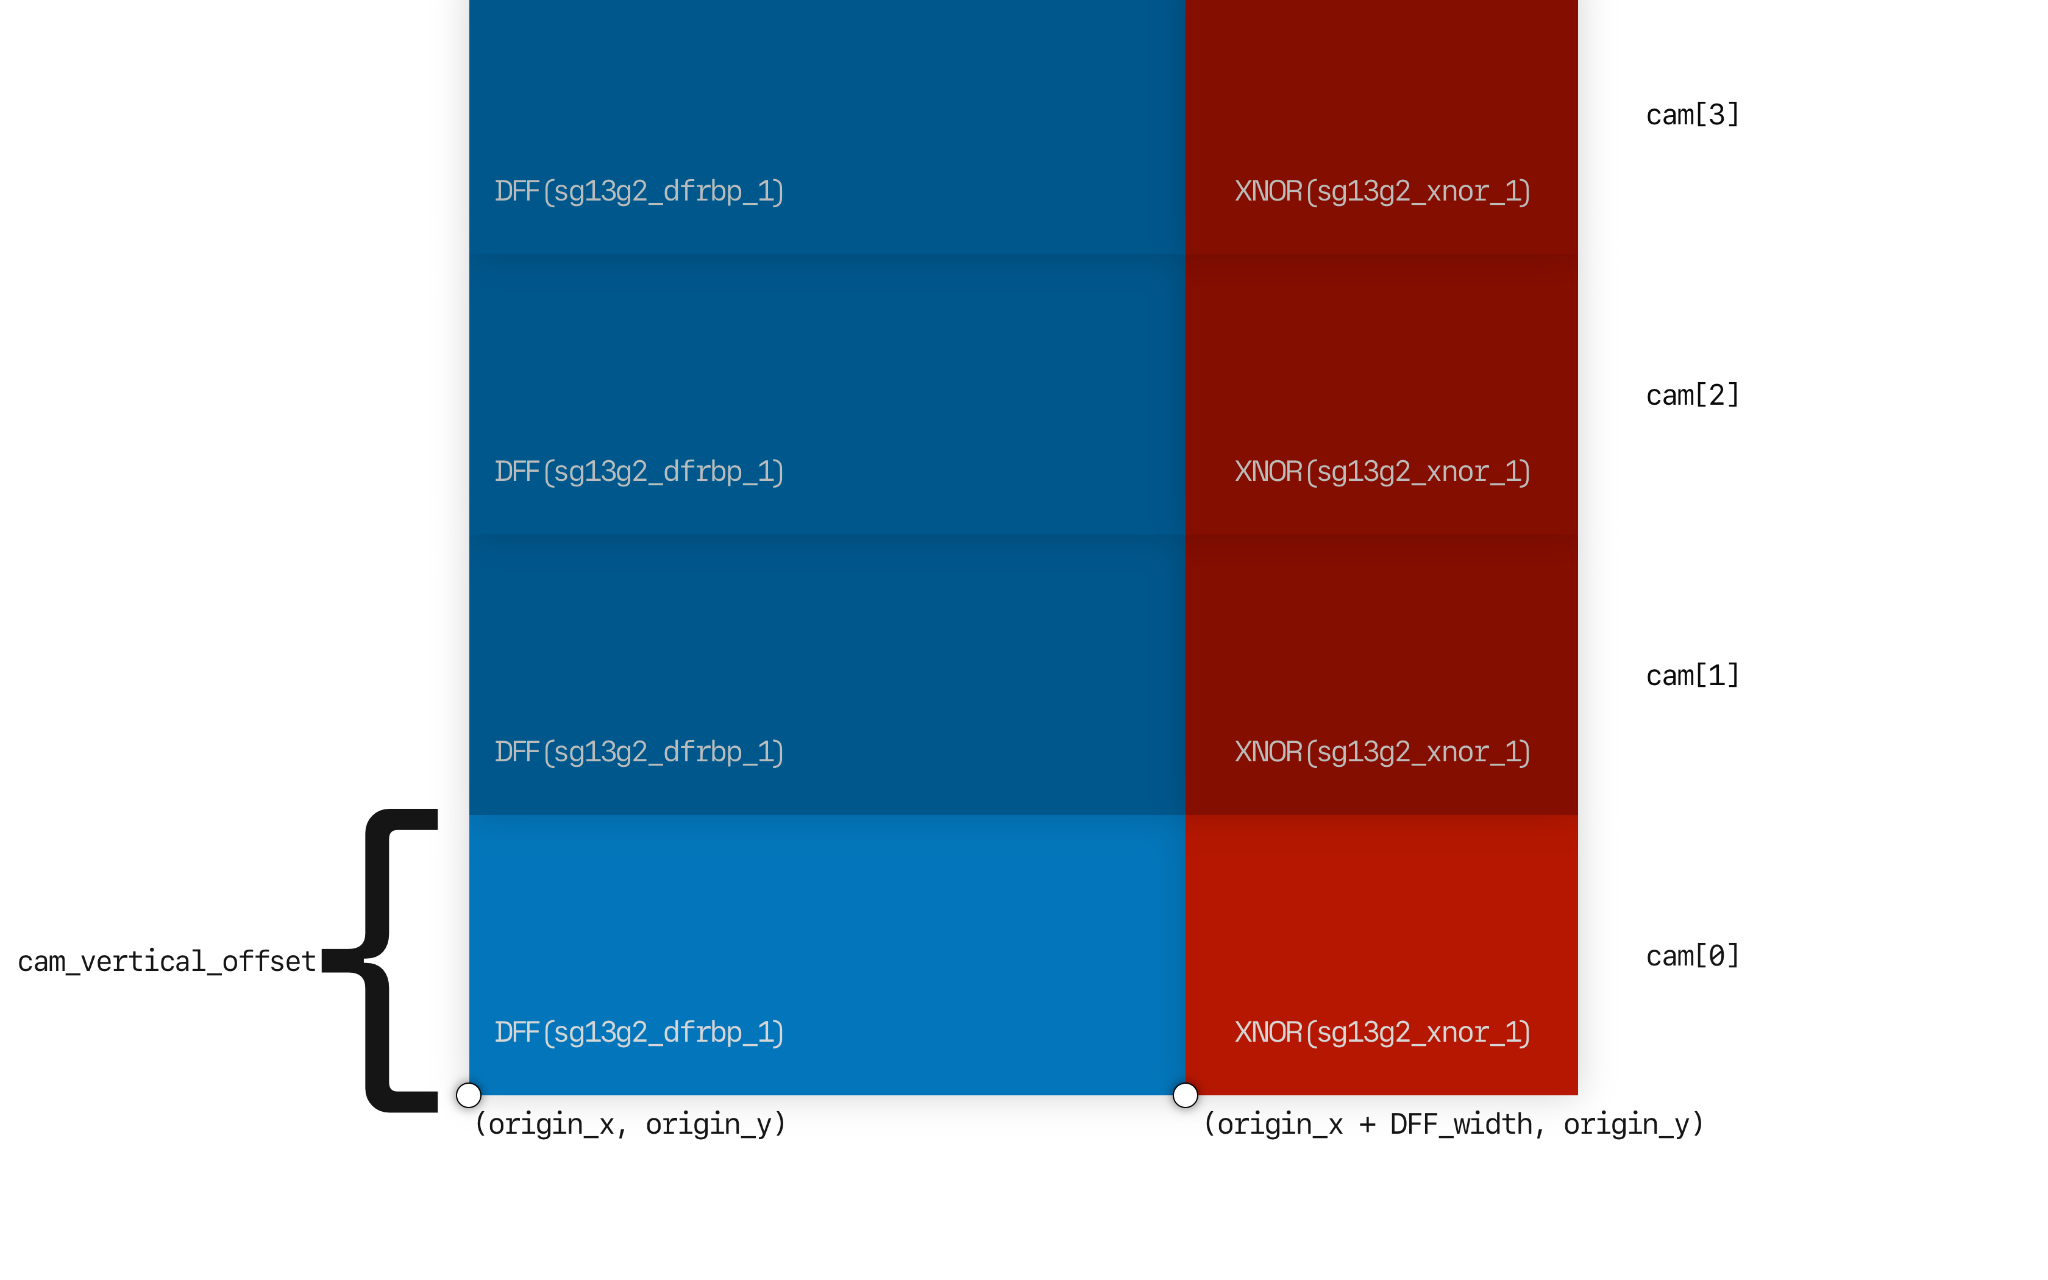 cam[3]
DFF(sg13g2_dfrbp_1) XNOR(sg13g2_xnor_1)
cam[2]
DFF(sg13g2_dfrbp_1) XNOR(sg13g2_xnor_1)
cam[1]
DFF(sg13g2_dfrbp_1) XNOR(sg13g2_xnor_1)
cam_vertical_offset cam[0]
DFF(sg13g2_dfrbp_1) XNOR(sg13g2_xnor_1)
(origin_x, origin_y) (origin_x + DFF_width, origin_y)